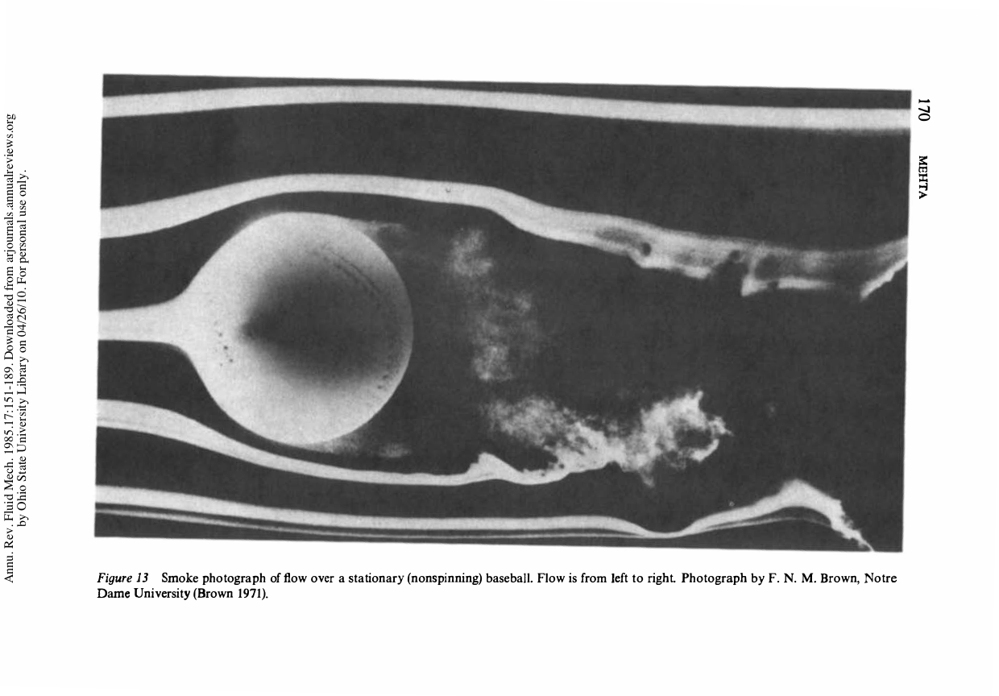 170 MEHTA
Figure 13 Smoke photograph of flow over a stationary (nonspinning) baseball. Flow is from left to right. Photograph by F. N. M. Brown, Notre
Dame University (Brown 1971).
Annu. Rev. Fluid Mech. 1985.17:151-189. Downloaded from arjournals.annualreviews.org
by Ohio State University Library on 04/26/10. For personal use only.